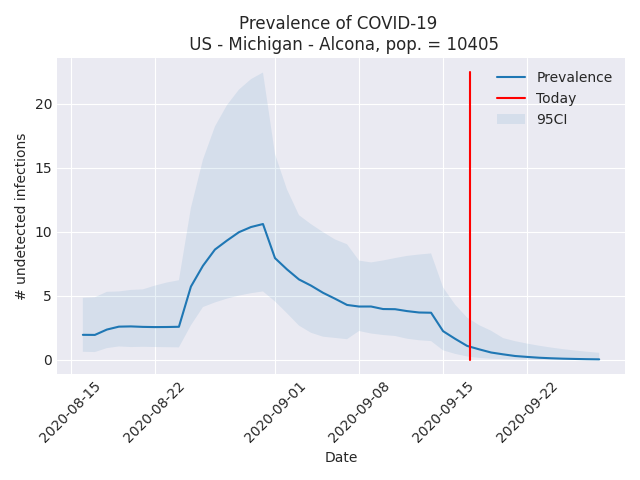 Prevalence of COVID-19
US - Michigan - Alcona, pop. = 10405
Prevalence
Today
95CI
# undetected infections
20
15
10
5
0
2020-08-15
2020-08-22
2020-09-01
2020-09-08
2020-09-15
2020-09-22
Date